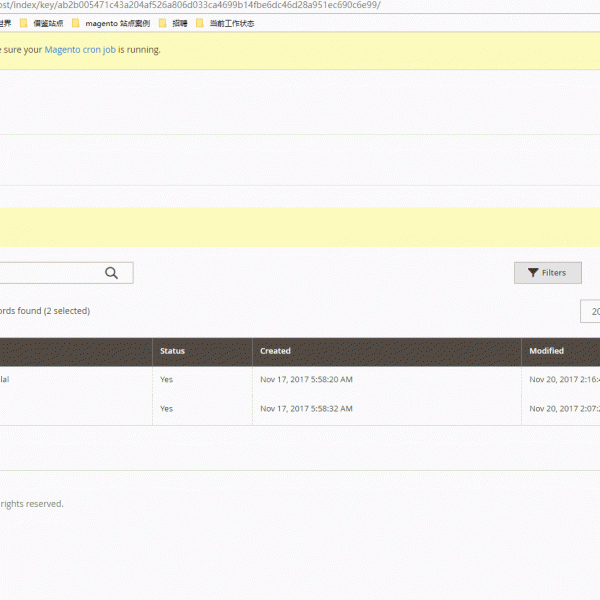 ost/index/key/ab2b005471c43a204af526a806d033ca4699b14fbe6dc46d28a951ec690c6e99/
世界 借鉴站点 magento 站点案例 招聘 当前工作状态
sure your Magento cron job is running.
Filters
ords found (2 selected)
20
Status Created Modified
lal Yes Nov 17, 2017 5:58:20 AM Nov 20, 2017 2:16:
Yes Nov 17, 2017 5:58:32 AM Nov 20, 2017 2:07:
rights reserved.